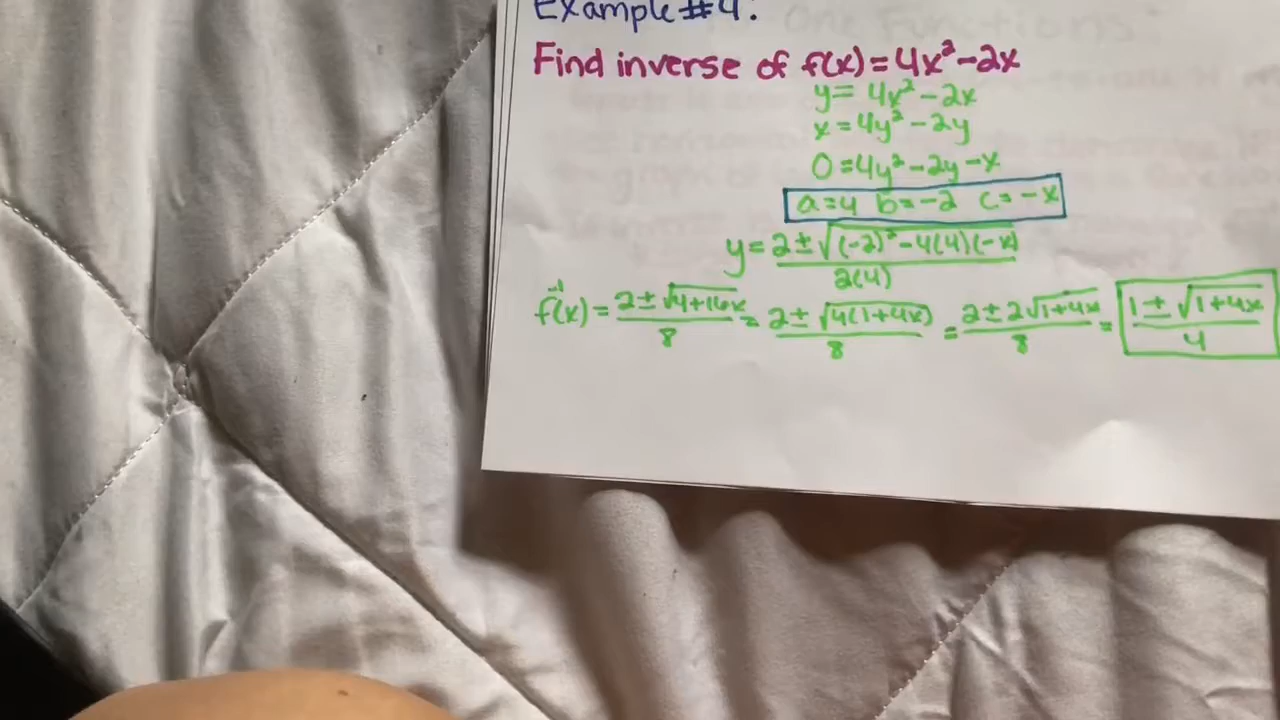 Example #4:
Find inverse of f(x) = 4x² - 2x
y = 4x² - 2x
x = 4y² - 2y
0 = 4y² - 2y - x
a = 4 b = -2 c = -x
y = 2 ± √(-2)² - 4(4)(-x) / 2(4)
f⁻¹(x) = 2 ± √4+16x / 8 = 2 ± √4(1+4x) / 8 = 2 ± 2√1+4x / 8 = 1 ± √1+4x / 4